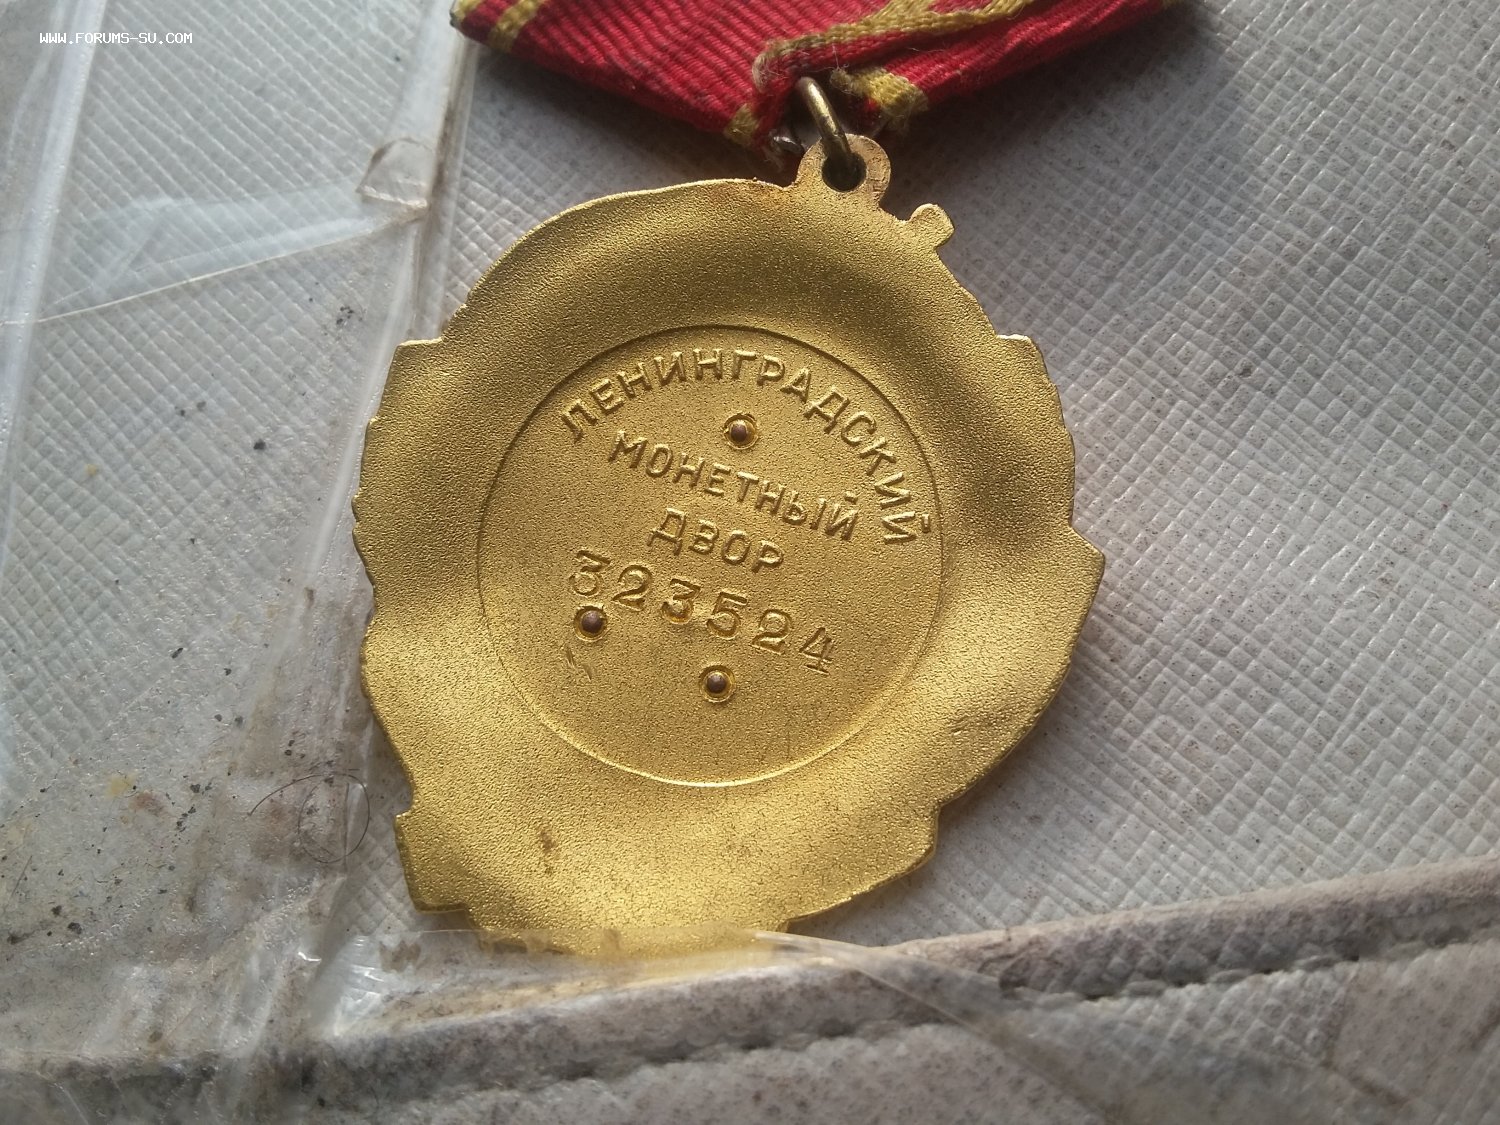 WWW.FORUMS-SU.COM
ЛЕНИНГРАДСКИЙ
МОНЕТНЫЙ
ДВОР
323524